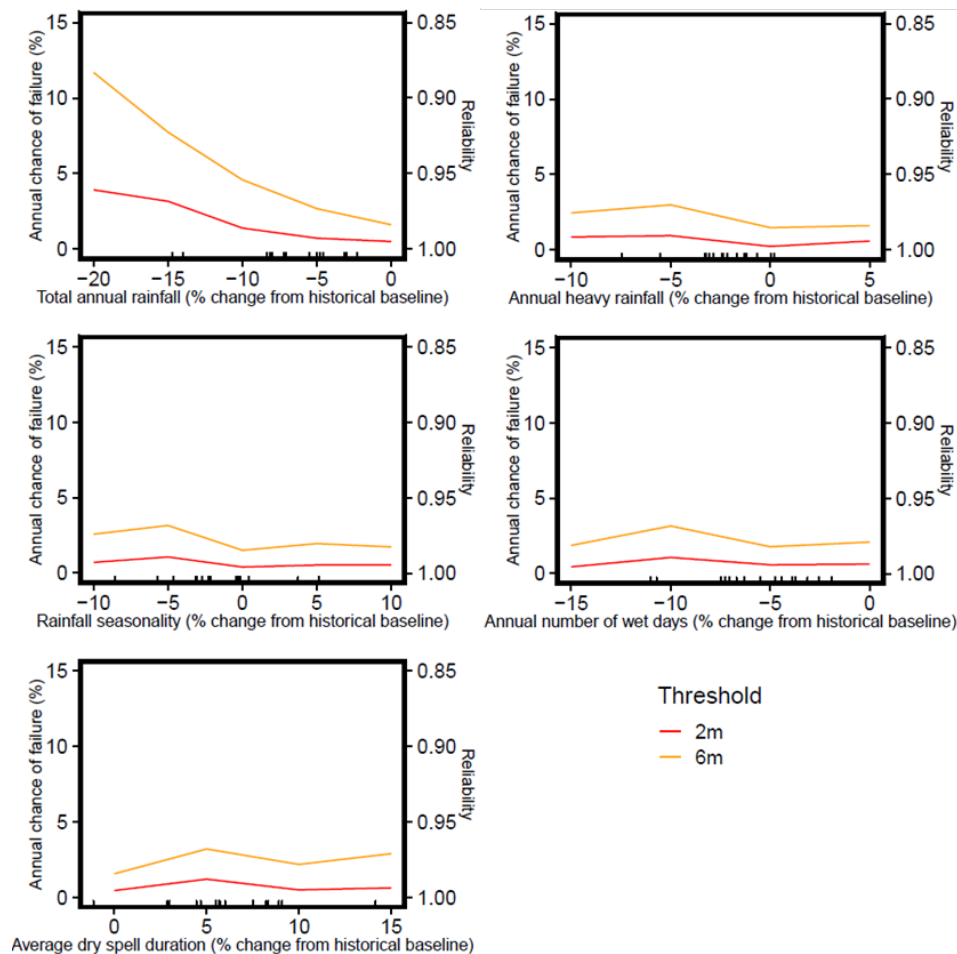 Annual chance of failure (%)
15
10
5
0
0.85
0.90
0.95
1.00
Reliability
−20 −15 −10 −5 0
Total annual rainfall (% change from historical baseline)
Annual chance of failure (%)
15
10
5
0
0.85
0.90
0.95
1.00
Reliability
−10 −5 0 5
Annual heavy rainfall (% change from historical baseline)
Annual chance of failure (%)
15
10
5
0
0.85
0.90
0.95
1.00
Reliability
−10 −5 0 5 10
Rainfall seasonality (% change from historical baseline)
Annual chance of failure (%)
15
10
5
0
0.85
0.90
0.95
1.00
Reliability
−15 −10 −5 0
Annual number of wet days (% change from historical baseline)
Annual chance of failure (%)
15
10
5
0
0.85
0.90
0.95
1.00
Reliability
0 5 10 15
Average dry spell duration (% change from historical baseline)
Threshold
2m
6m